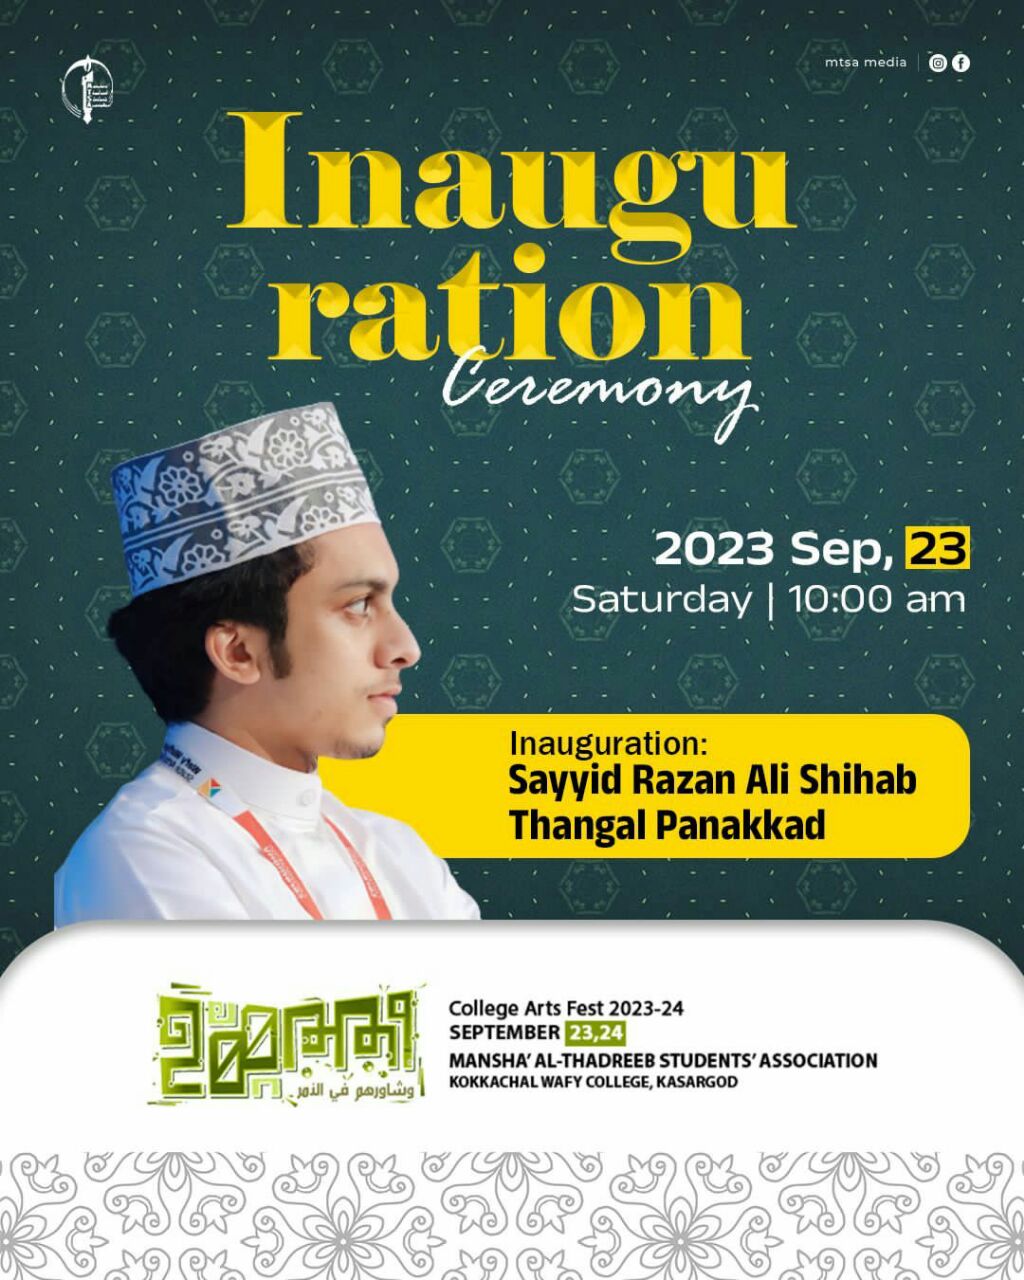 mtsa media
Inaugu
ration
Ceremony
2023 Sep, 23
Saturday | 10:00 am
Inauguration:
Sayyid Razan Ali Shihab
Thangal Panakkad
College Arts Fest 2023-24
SEPTEMBER 23,24
MANSHA' AL-THADREEB STUDENTS' ASSOCIATION
KOKKACHAL WAFY COLLEGE, KASARGOD
وشاورهم في الأمر